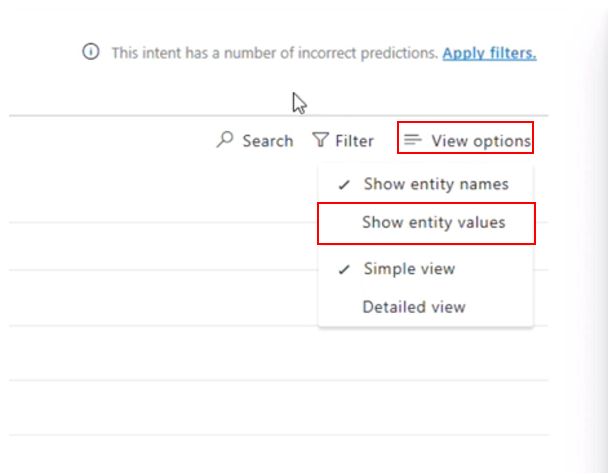 This intent has a number of incorrect predictions. Apply filters.
Search Filter View options
Show entity names
Show entity values
Simple view
Detailed view